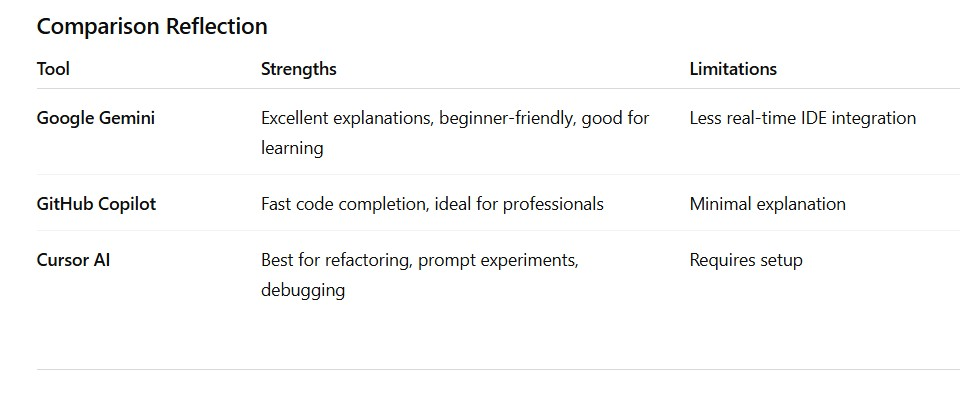 Comparison Reflection
Tool Strengths Limitations
Google Gemini Excellent explanations, beginner-friendly, good for Less real-time IDE integration
learning
GitHub Copilot Fast code completion, ideal for professionals Minimal explanation
Cursor AI Best for refactoring, prompt experiments, Requires setup
debugging